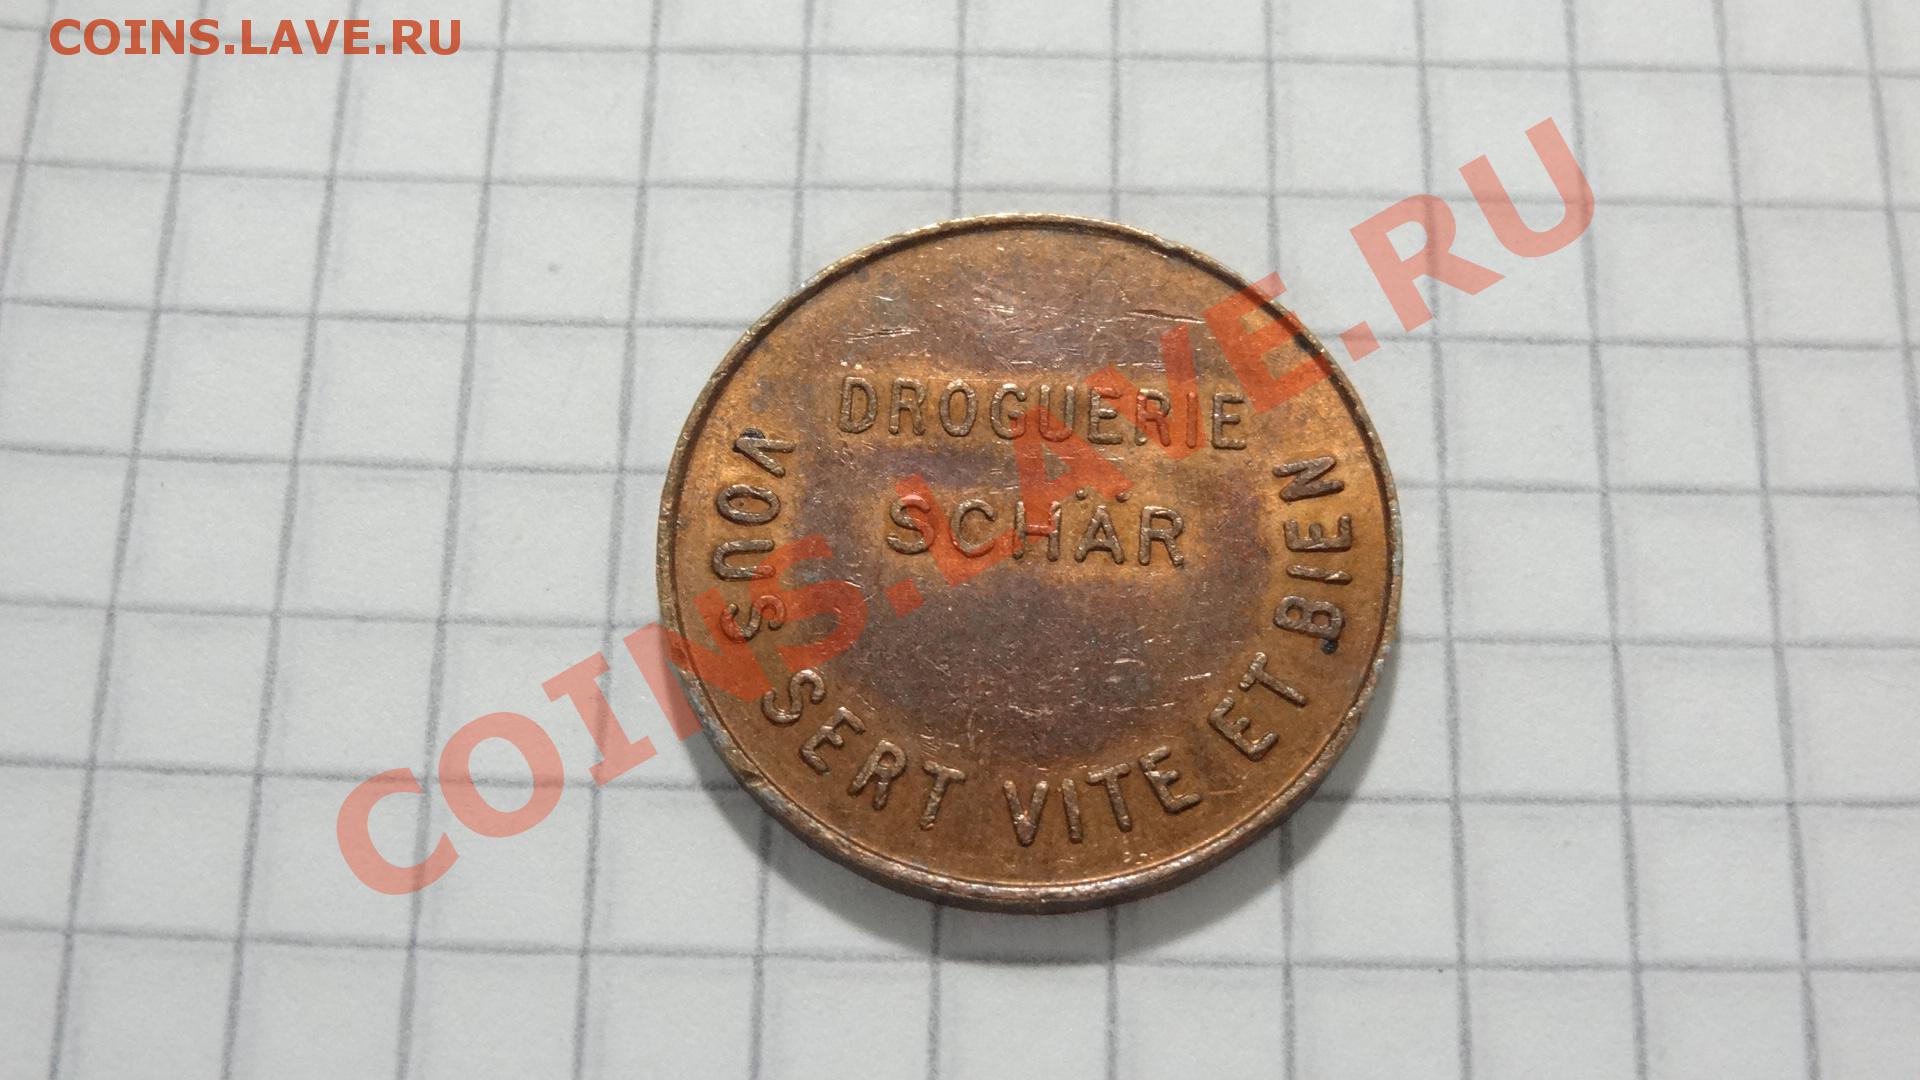 COINS.LAVE.RU
DROGUERIE
SCHÄR
VOUS SERT VITE ET BIEN
COINS.LAVE.RU